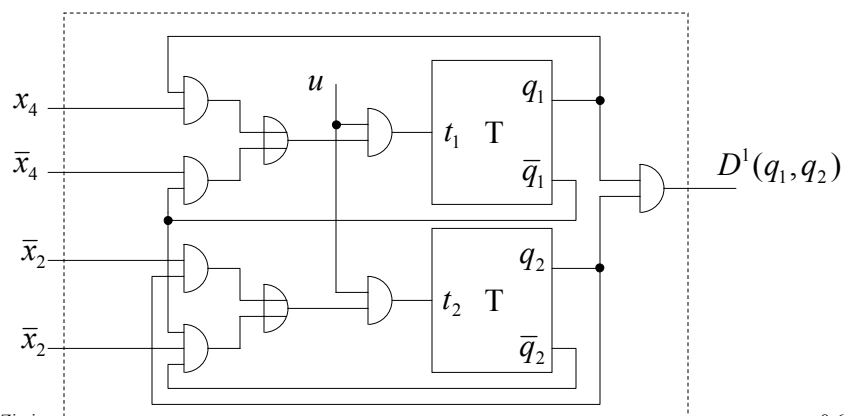 u
x₄
q₁
t₁ T
x̄₄
q̄₁
D¹(q₁,q₂)
x̄₂
q₂
t₂ T
x̄₂
q̄₂